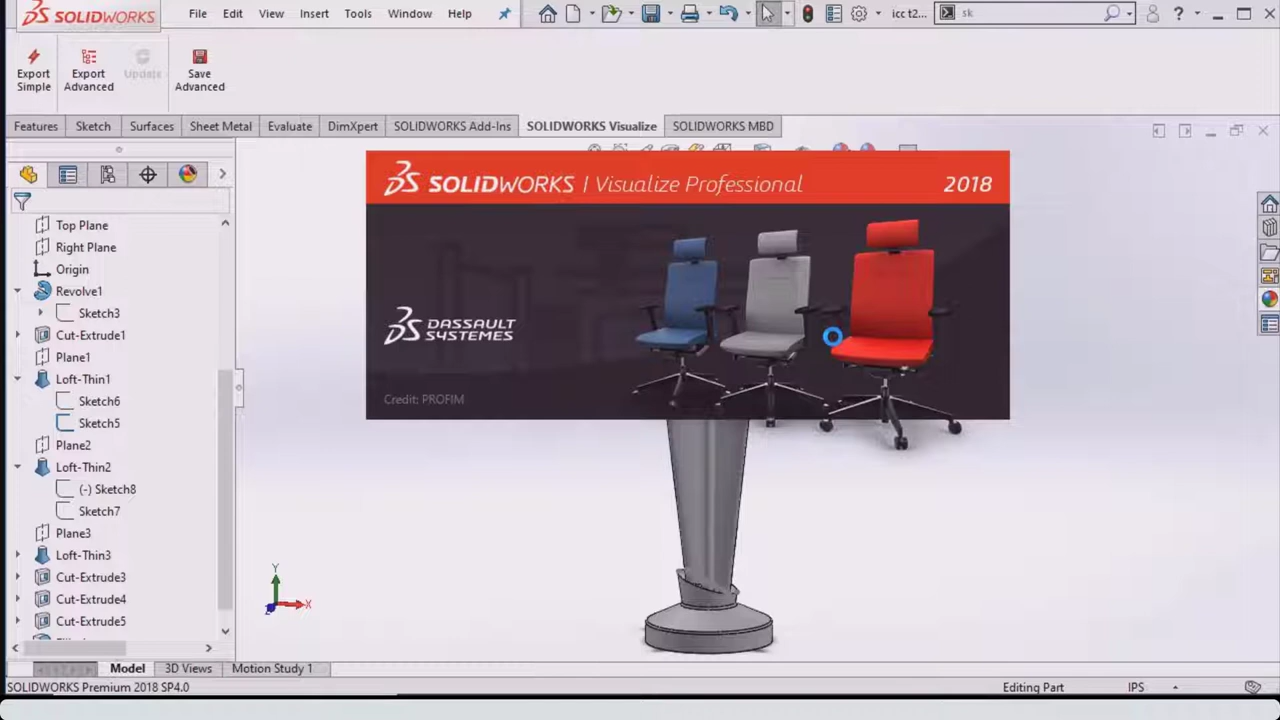 SOLIDWORKS
File Edit View Insert Tools Window Help
icc t2...
sk
Export Simple
Export Advanced
Update
Save Advanced
Features
Sketch
Surfaces
Sheet Metal
Evaluate
DimXpert
SOLIDWORKS Add-Ins
SOLIDWORKS Visualize
SOLIDWORKS MBD
SOLIDWORKS | Visualize Professional
2018
DASSAULT SYSTEMES
Credit: PROFIM
Top Plane
Right Plane
Origin
Revolve1
Sketch3
Cut-Extrude1
Plane1
Loft-Thin1
Sketch6
Sketch5
Plane2
Loft-Thin2
(-) Sketch8
Sketch7
Plane3
Loft-Thin3
Cut-Extrude3
Cut-Extrude4
Cut-Extrude5
Y
X
Model
3D Views
Motion Study 1
SOLIDWORKS Premium 2018 SP4.0
Editing Part
IPS